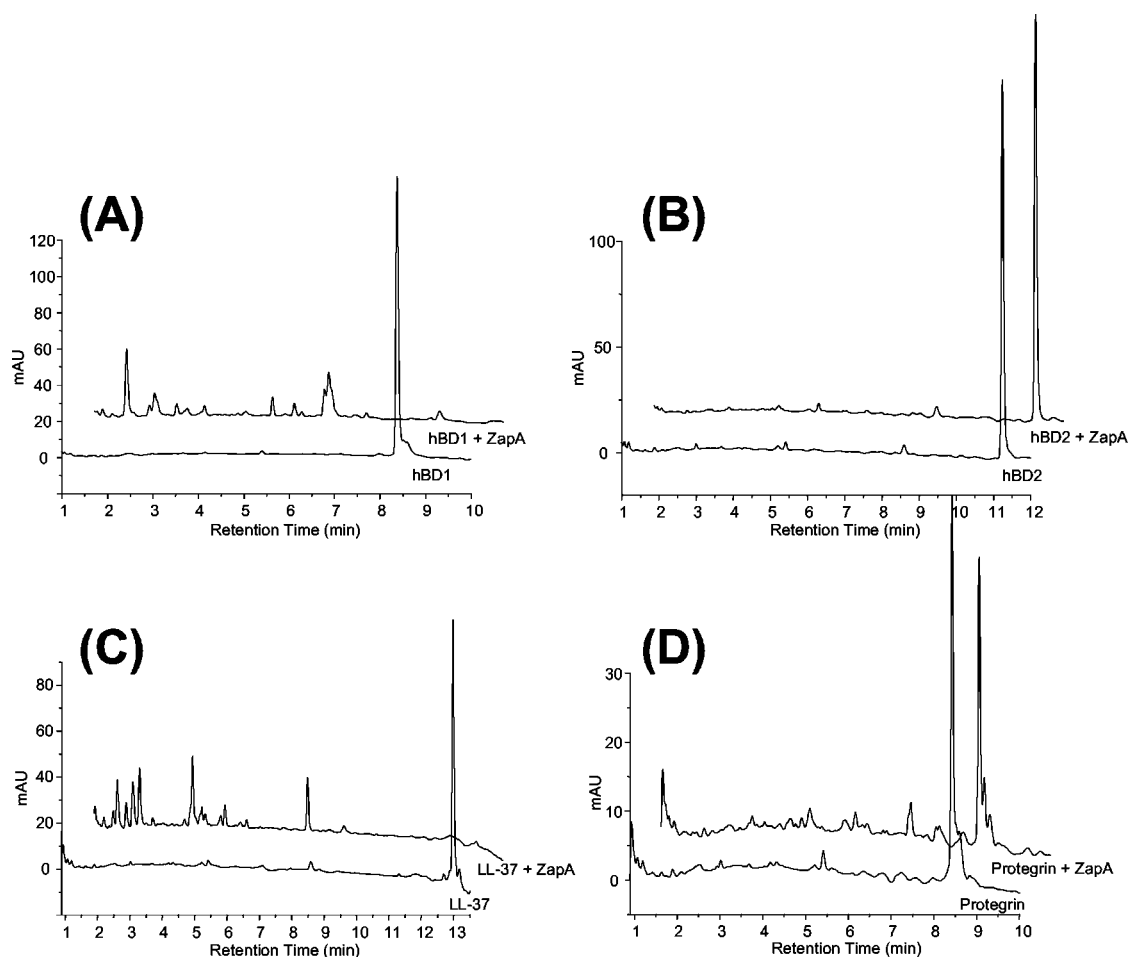 (A)
120
100
80
60
40
20
0
mAU
hBD1 + ZapA
hBD1
1 2 3 4 5 6 7 8 9 10
Retention Time (min)
(B)
100
50
0
mAU
hBD2 + ZapA
hBD2
1 2 3 4 5 6 7 8 9 10 11 12
Retention Time (min)
(C)
80
60
40
20
0
mAU
LL-37 + ZapA
LL-37
1 2 3 4 5 6 7 8 9 10 11 12 13
Retention Time (min)
(D)
30
20
10
0
mAU
Protegrin + ZapA
Protegrin
1 2 3 4 5 6 7 8 9 10
Retention Time (min)